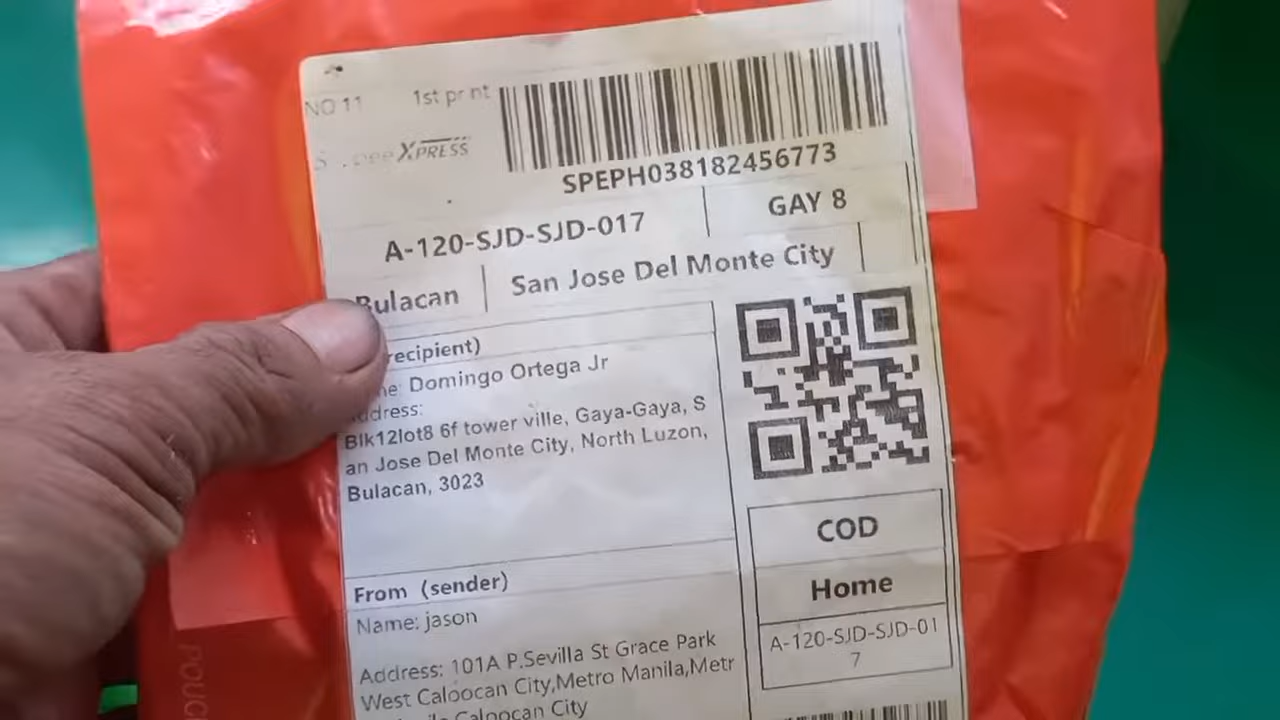 NO 11 1st print
XPRESS
SPEPH038182456773
A-120-SJD-SJD-017 GAY 8
Bulacan San Jose Del Monte City
recipient)
Domingo Ortega Jr
address:
Blk12lot8 6f tower ville, Gaya-Gaya, S
an Jose Del Monte City, North Luzon,
Bulacan, 3023
COD
Home
A-120-SJD-SJD-01
7
From (sender)
Name: jason
Address: 101A P.Sevilla St Grace Park
West Caloocan City,Metro Manila,Metr
Caloocan City
POUC